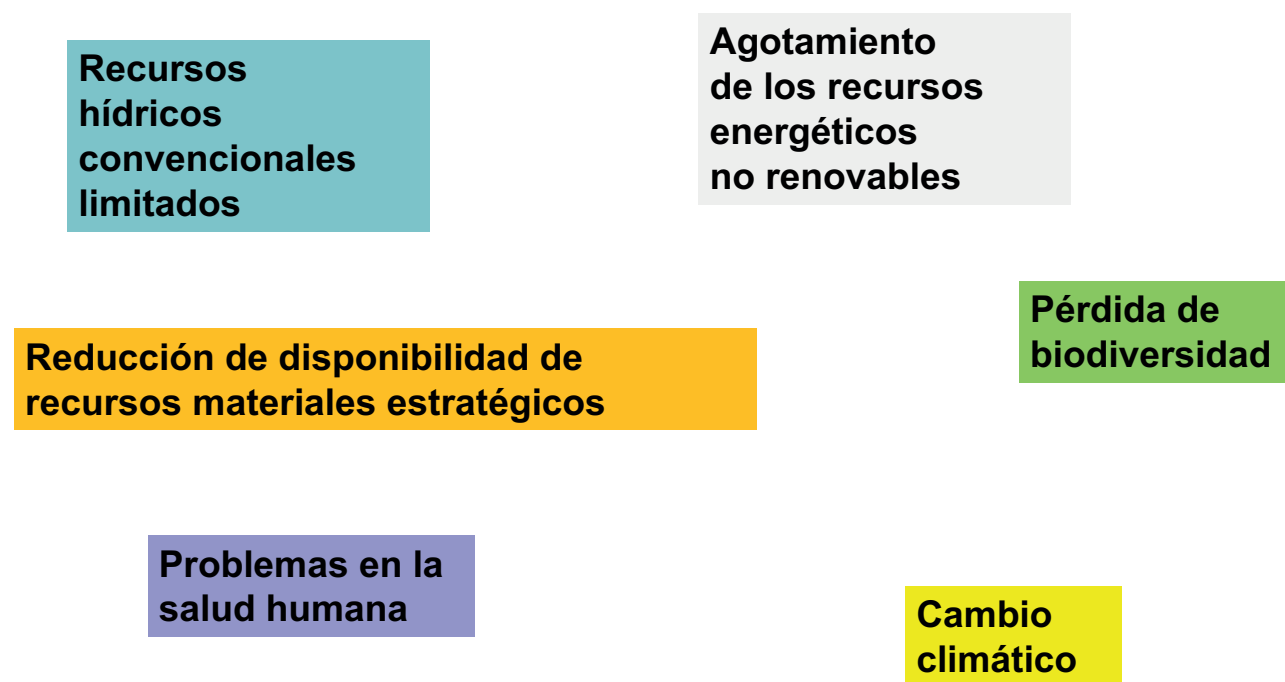 Recursos
hídricos
convencionales
limitados
Agotamiento
de los recursos
energéticos
no renovables
Pérdida de
biodiversidad
Reducción de disponibilidad de
recursos materiales estratégicos
Problemas en la
salud humana
Cambio
climático